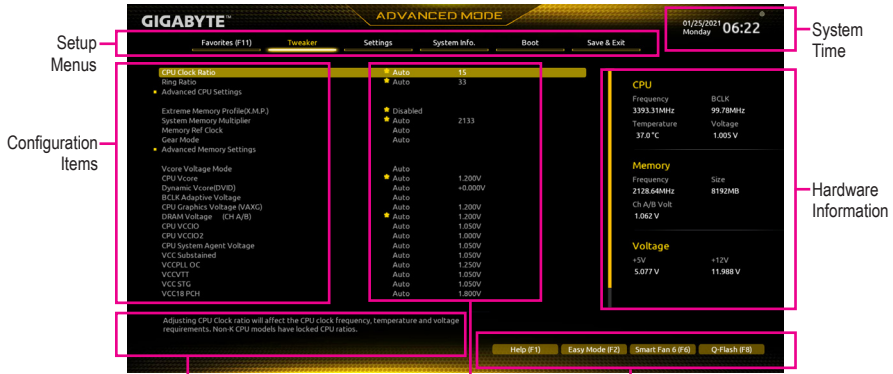 GIGABYTE™
ADVANCED MODE
01/25/2021
Monday
06:22
System
Time
Setup
Menus
Favorites (F11) Tweaker Settings System Info. Boot Save & Exit
CPU Clock Ratio Auto 15
Ring Ratio Auto 33
Advanced CPU Settings
Extreme Memory Profile(X.M.P.) Disabled
System Memory Multiplier Auto 2133
Memory Ref Clock Auto
Gear Mode Auto
Advanced Memory Settings
Vcore Voltage Mode Auto
CPU Vcore Auto 1.200V
Dynamic Vcore(DVID) Auto +0.000V
BCLK Adaptive Voltage Auto
CPU Graphics Voltage (VAXG) Auto 1.200V
DRAM Voltage (CH A/B) Auto 1.200V
CPU VCCIO Auto 1.050V
CPU VCCIO2 Auto 1.000V
CPU System Agent Voltage Auto 1.050V
VCC Substained Auto 1.050V
VCCPLL OC Auto 1.250V
VCCVTT Auto 1.050V
VCC STG Auto 1.050V
VCC18 PCH Auto 1.800V
Configuration
Items
CPU
Frequency BCLK
3393.31MHz 99.78MHz
Temperature Voltage
37.0 °C 1.005 V
Memory
Frequency Size
2128.64MHz 8192MB
Ch A/B Volt
1.062 V
Voltage
+5V +12V
5.077 V 11.988 V
Hardware
Information
Adjusting CPU Clock ratio will affect the CPU clock frequency, temperature and voltage
requirements. Non-K CPU models have locked CPU ratios.
Help (F1) Easy Mode (F2) Smart Fan 6 (F6) Q-Flash (F8)